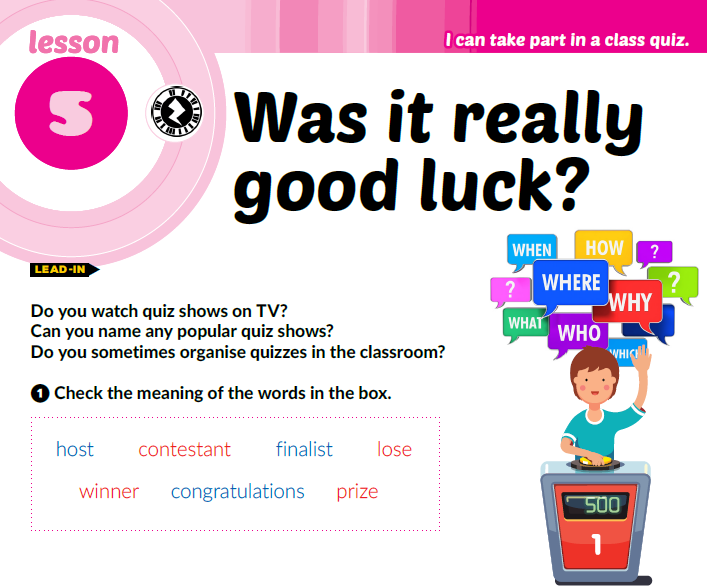 lesson
I can take part in a class quiz.
5
Was it really
good luck?
LEAD-IN
Do you watch quiz shows on TV?
Can you name any popular quiz shows?
Do you sometimes organise quizzes in the classroom?
1 Check the meaning of the words in the box.
host contestant finalist lose
winner congratulations prize
WHEN HOW ?
? WHERE ?
WHY
WHAT WHO
WHICH
500
1